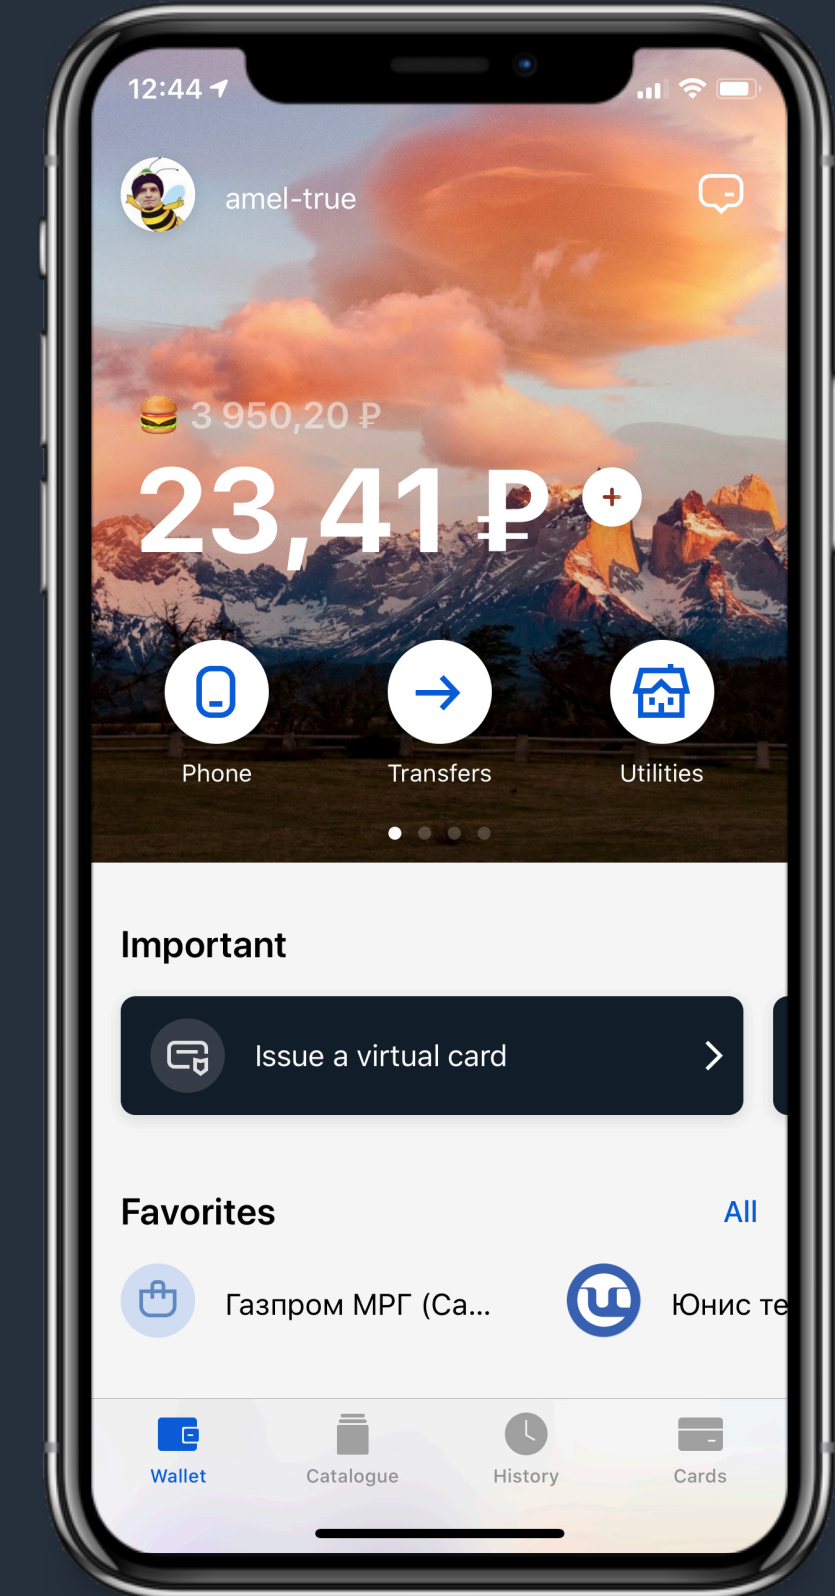 12:44
amel-true
🍔 3 950,20 ₽
23,41 ₽ +
Phone
Transfers
Utilities
Important
Issue a virtual card
Favorites
All
Газпром МРГ (Са...
Юнис те
Wallet
Catalogue
History
Cards